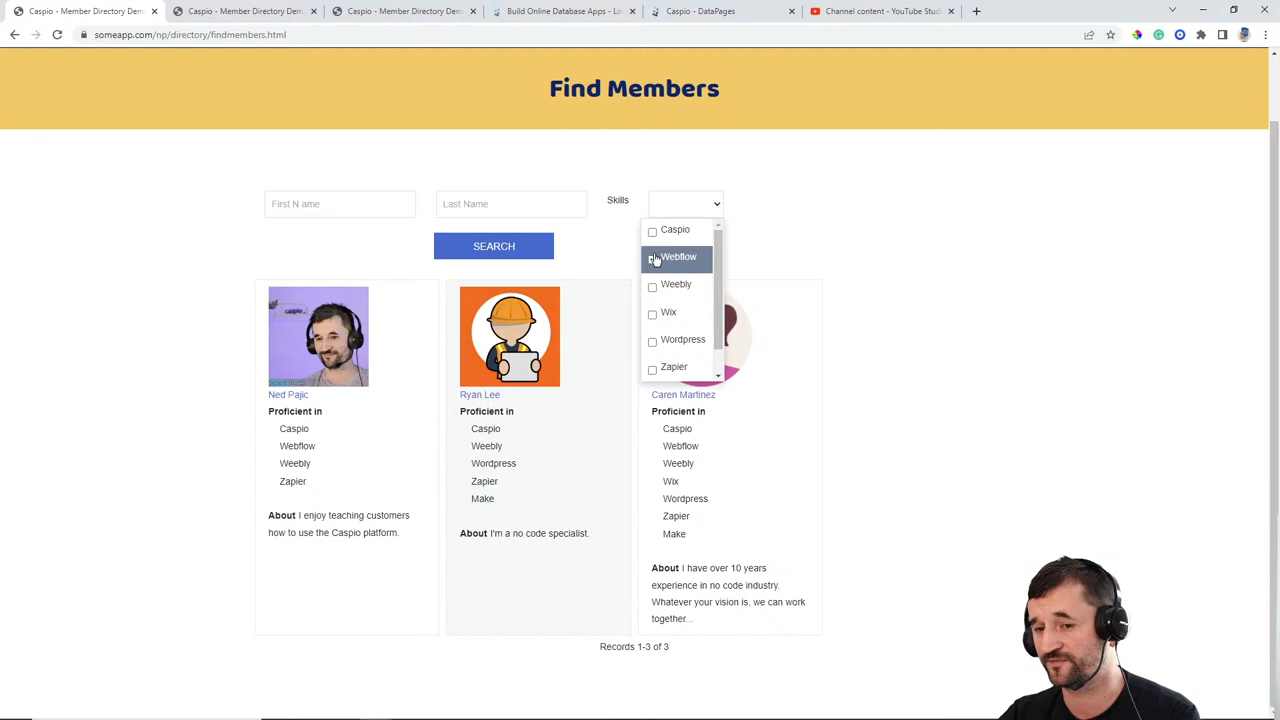 Caspio - Member Directory Dem
Caspio - Member Directory Dem
Caspio - Member Directory Dem
Build Online Database Apps - Lo
Caspio - DataPages
Channel content - YouTube Stud
someapp.com/np/directory/findmembers.html
Find Members
First N ame
Last Name
Skills
SEARCH
Caspio
Webflow
Weebly
Wix
Wordpress
Zapier
Ned Pajic
Proficient in
Caspio
Webflow
Weebly
Zapier
About I enjoy teaching customers
how to use the Caspio platform.
Ryan Lee
Proficient in
Caspio
Weebly
Wordpress
Zapier
Make
About I'm a no code specialist.
Caren Martinez
Proficient in
Caspio
Webflow
Weebly
Wix
Wordpress
Zapier
Make
About I have over 10 years
experience in no code industry.
Whatever your vision is, we can work
together...
Records 1-3 of 3